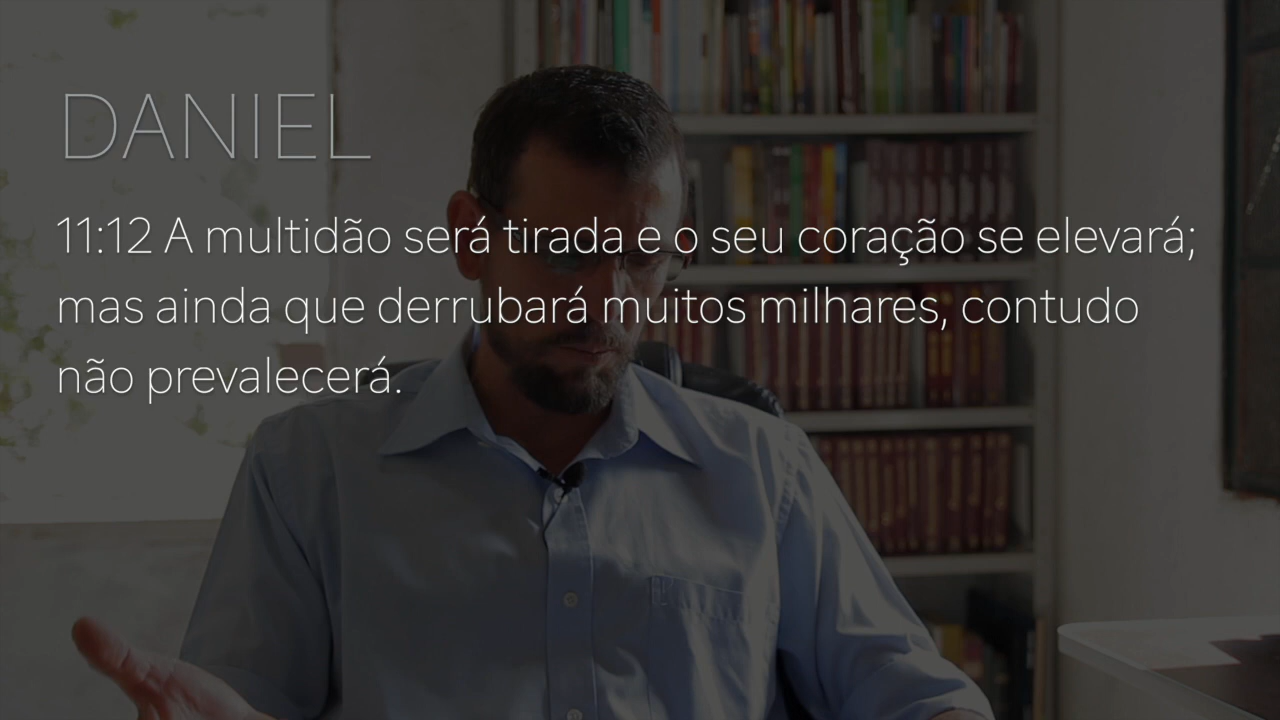 DANIEL
11:12 A multidão será tirada e o seu coração se elevará;
mas ainda que derrubará muitos milhares, contudo
não prevalecerá.